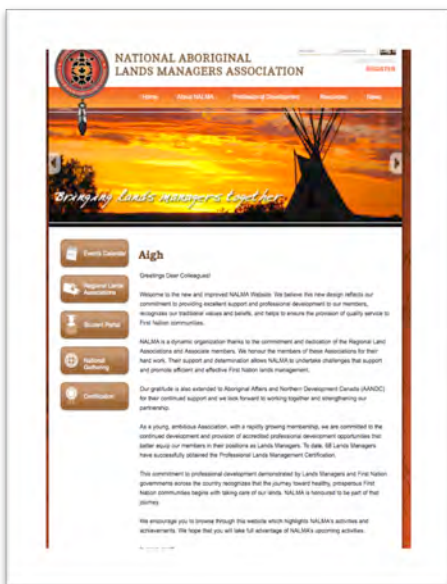 NATIONAL ABORIGINAL
LANDS MANAGERS ASSOCIATION
REGISTER
Home About NALMA Professional Development Resources News
Bringing lands managers together
Events Calendar
Regional Lands
Associations
Student Portal
National
Gathering
Certification
Aigh
Greetings Dear Colleagues!
Welcome to the new and improved NALMA Website. We believe this new design reflects our
commitment to providing excellent support and professional development to our members,
recognizes our traditional values and beliefs, and helps to ensure the provision of quality service to
First Nation communities.
NALMA is a dynamic organization thanks to the commitment and dedication of the Regional Land
Associations and Associate members. We honour the members of these Associations for their
hard work. Their support and determination allows NALMA to undertake challenges that support
and promote efficient and effective First Nation lands management.
Our gratitude is also extended to Aboriginal Affairs and Northern Development Canada (AANDC)
for their continued support and we look forward to working together and strengthening our
partnership.
As a young, ambitious Association, with a rapidly growing membership, we are committed to the
continued development and provision of accredited professional development opportunities that
better equip our members in their positions as Lands Managers. To date, 68 Lands Managers
have successfully obtained the Professional Lands Management Certification.
This commitment to professional development demonstrated by Lands Managers and First Nation
governments across the country recognizes that the journey toward healthy, prosperous First
Nation communities begins with taking care of our lands. NALMA is honoured to be part of that
journey.
We encourage you to browse through this website which highlights NALMA's activities and
achievements. We hope that you will take full advantage of NALMA's upcoming activities.